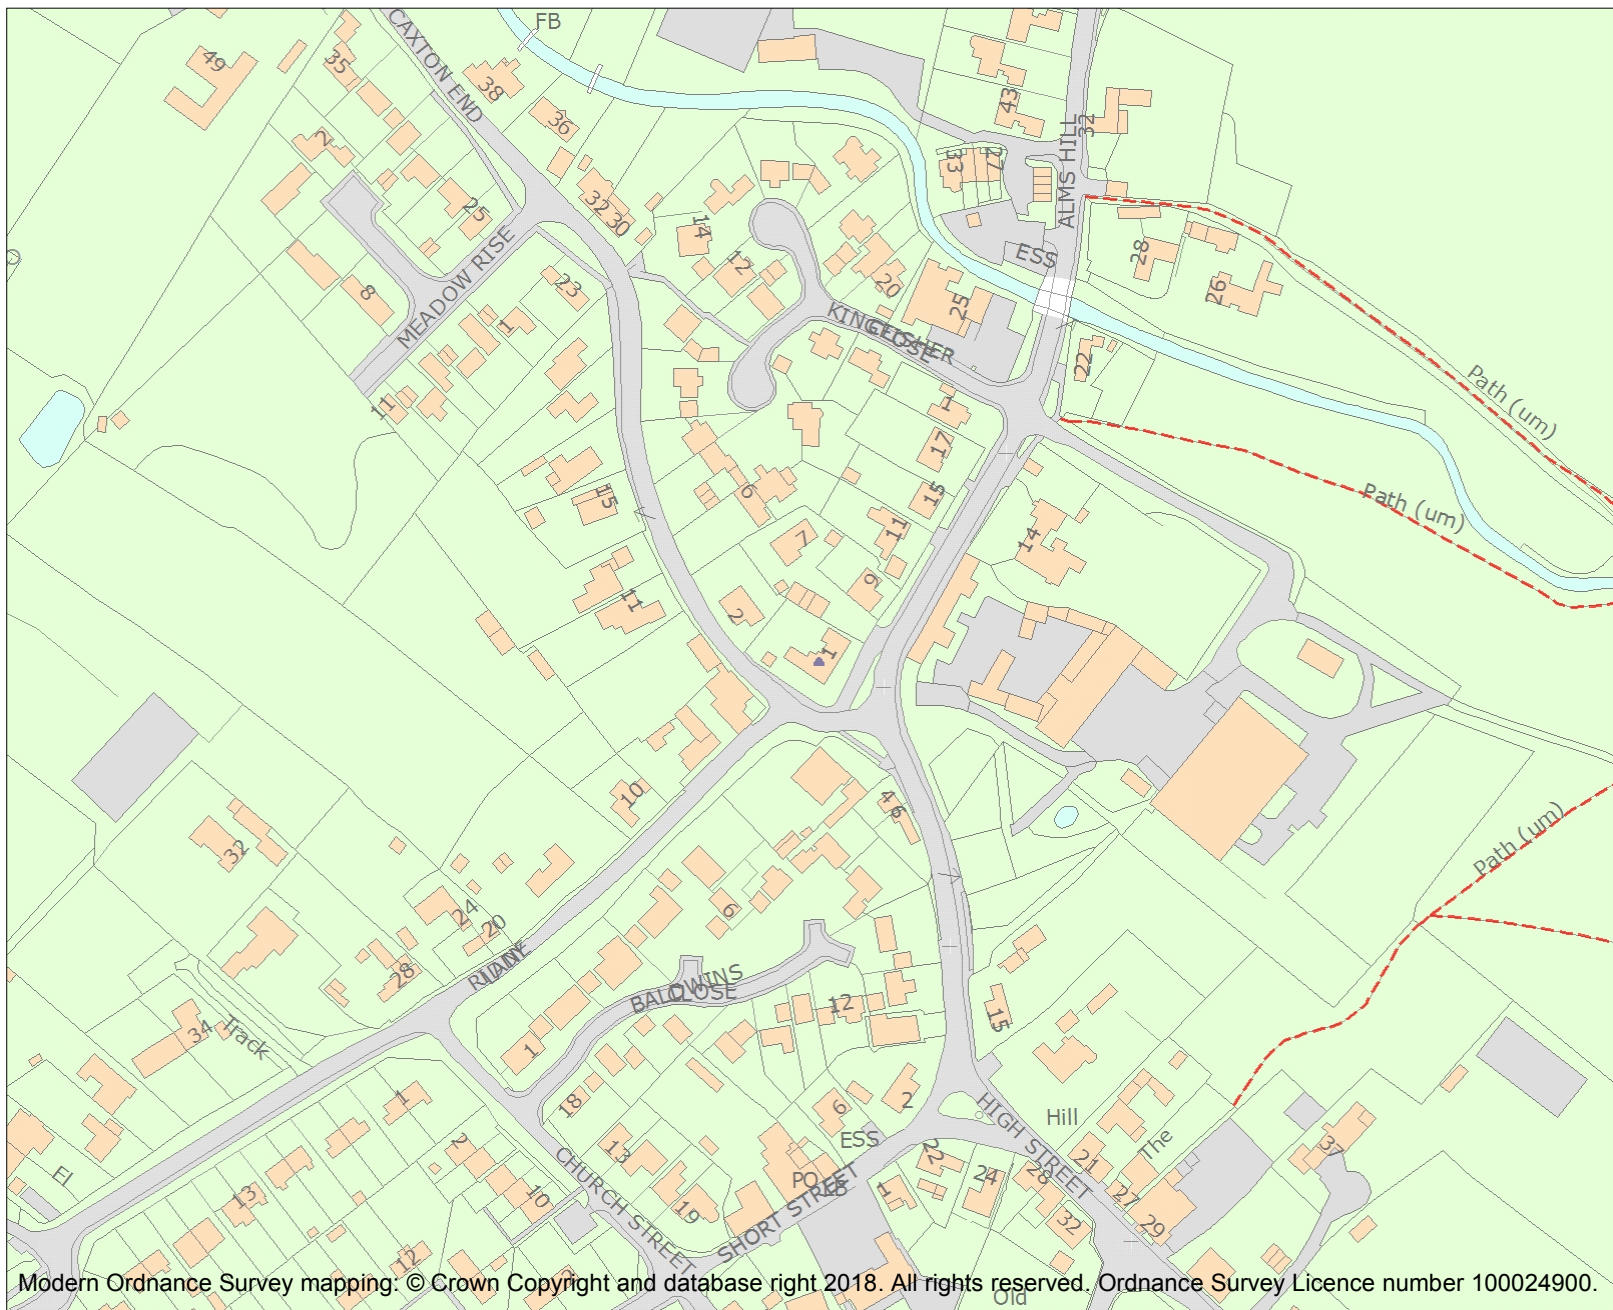 FB
CAXTON END
49
35
38
36
43
32
ALMS HILL
2
33
27
25
32
30
14
12
28
ESS
26
MEADOW RISE
8
23
20
25
1
KINGFISHER
CLOSE
22
Path (um)
11
1
17
6
15
15
Path (um)
11
14
7
9
11
2
1
10
4
6
Path (um)
32
24
20
6
RIDDY
LANE
28
BALDWINS
CLOSE
12
15
34
Track
1
18
6
2
HIGH STREET
Hill
1
ESS
13
2
22
21
The
37
El
CHURCH STREET
PO
LB
24
28
13
10
19
1
27
SHORT STREET
32
29
12
Modern Ordnance Survey mapping: © Crown Copyright and database right 2018. All rights reserved. Ordnance Survey Licence number 100024900.
Old